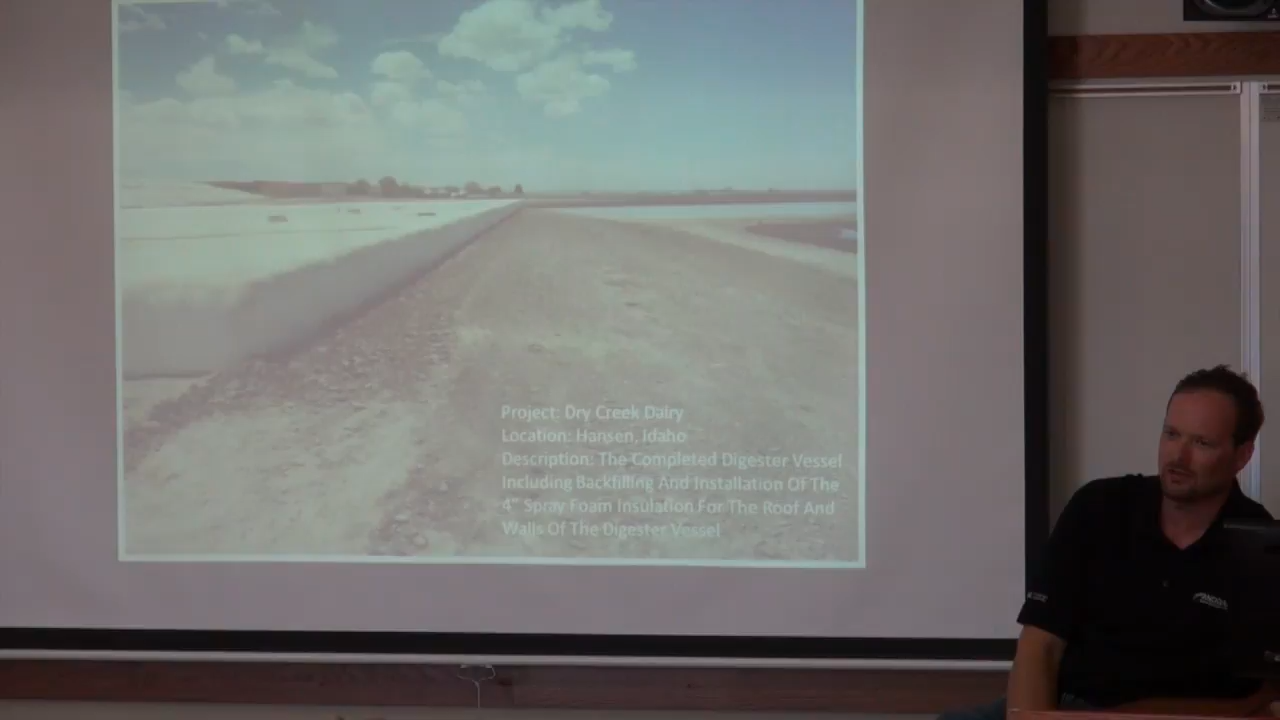 Project: Dry Creek Dairy
Location: Hansen, Idaho
Description: The Completed Digester Vessel
Including Backfilling And Installation Of The
4" Spray Foam Insulation For The Roof And
Walls Of The Digester Vessel